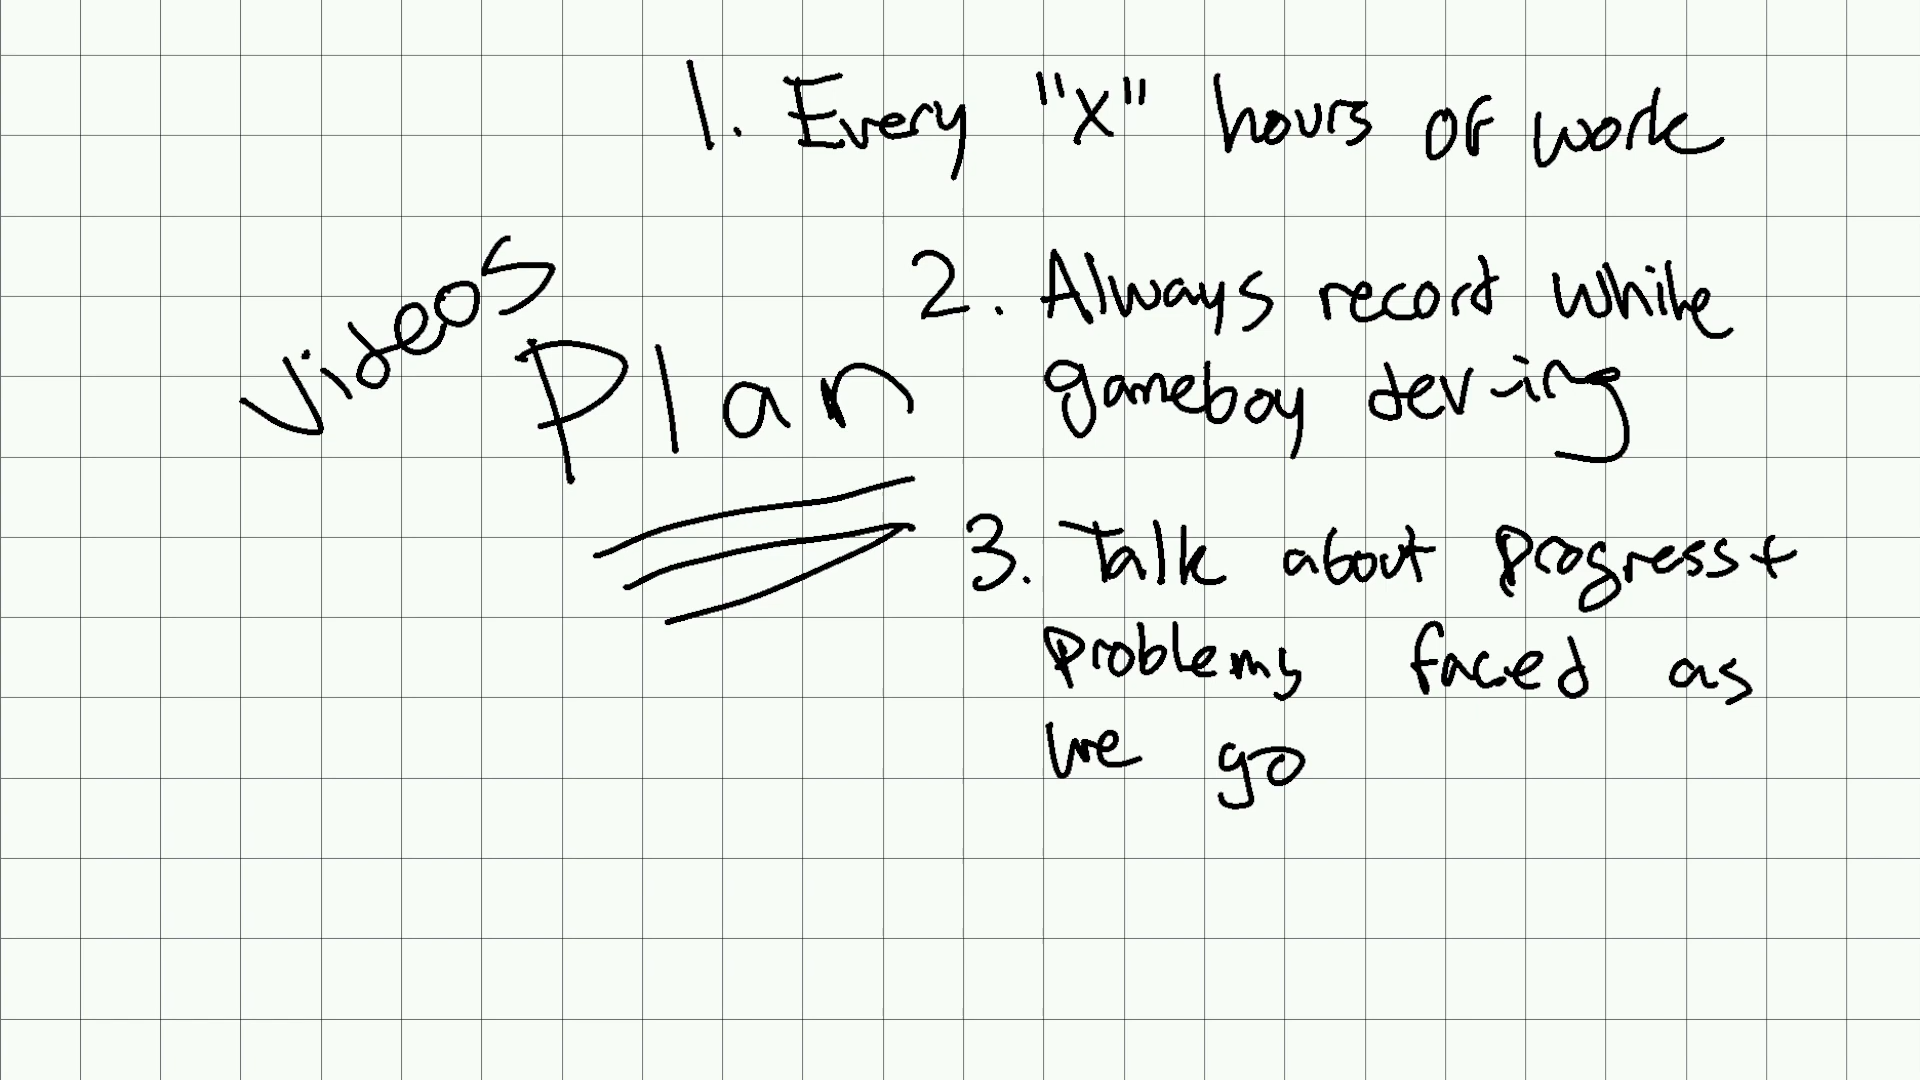 Videos
Plan
1. Every "X" hours of work
2. Always record while
gameboy dev-ing
3. Talk about progress +
problems faced as
we go